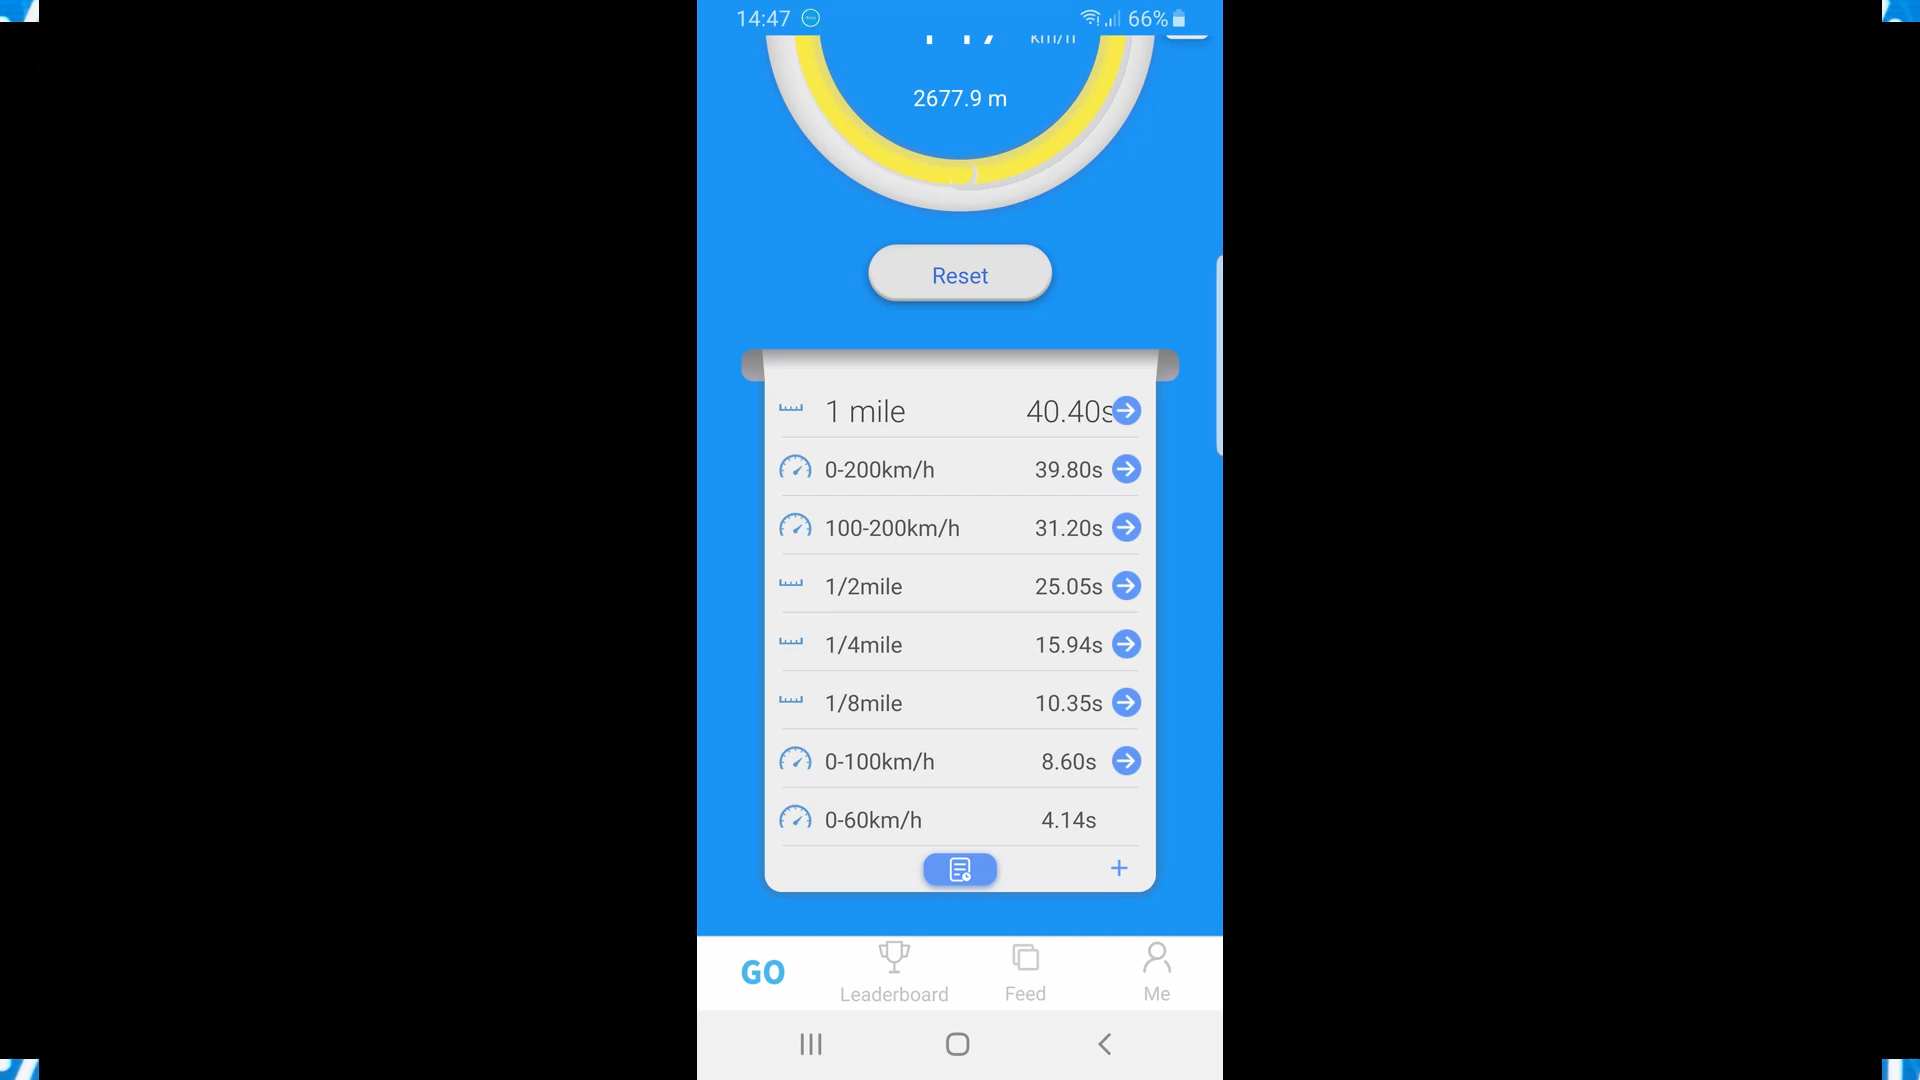 14:47 66%
km/h
2677.9 m
Reset
1 mile 40.40s
0-200km/h 39.80s
100-200km/h 31.20s
1/2mile 25.05s
1/4mile 15.94s
1/8mile 10.35s
0-100km/h 8.60s
0-60km/h 4.14s
+
GO
Leaderboard
Feed
Me